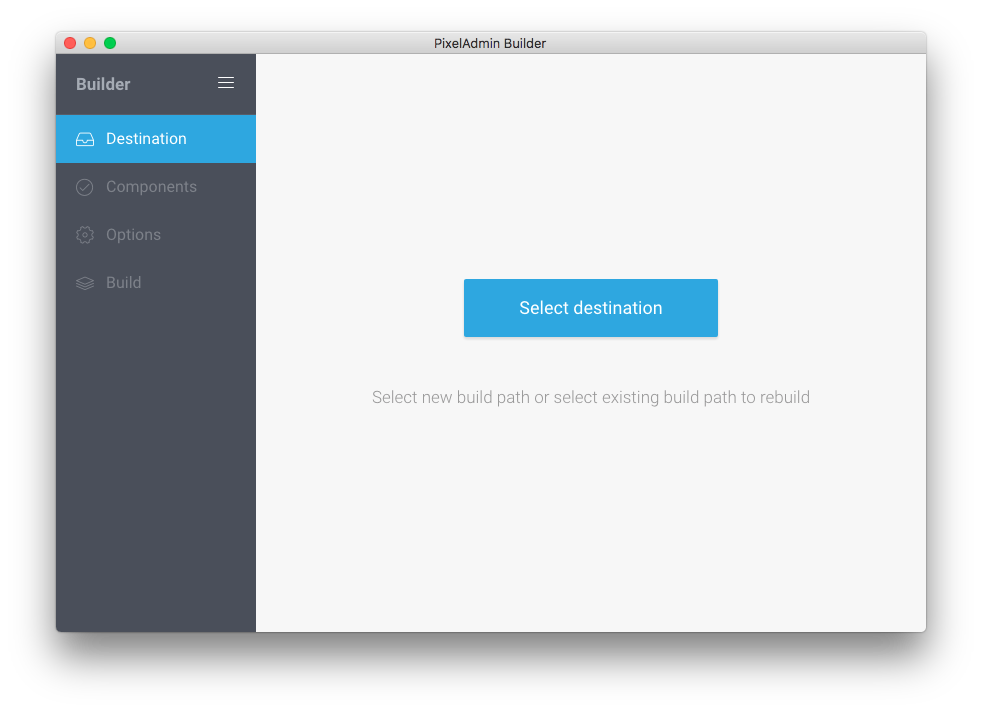 PixelAdmin Builder
Builder
Destination
Components
Options
Build
Select destination
Select new build path or select existing build path to rebuild